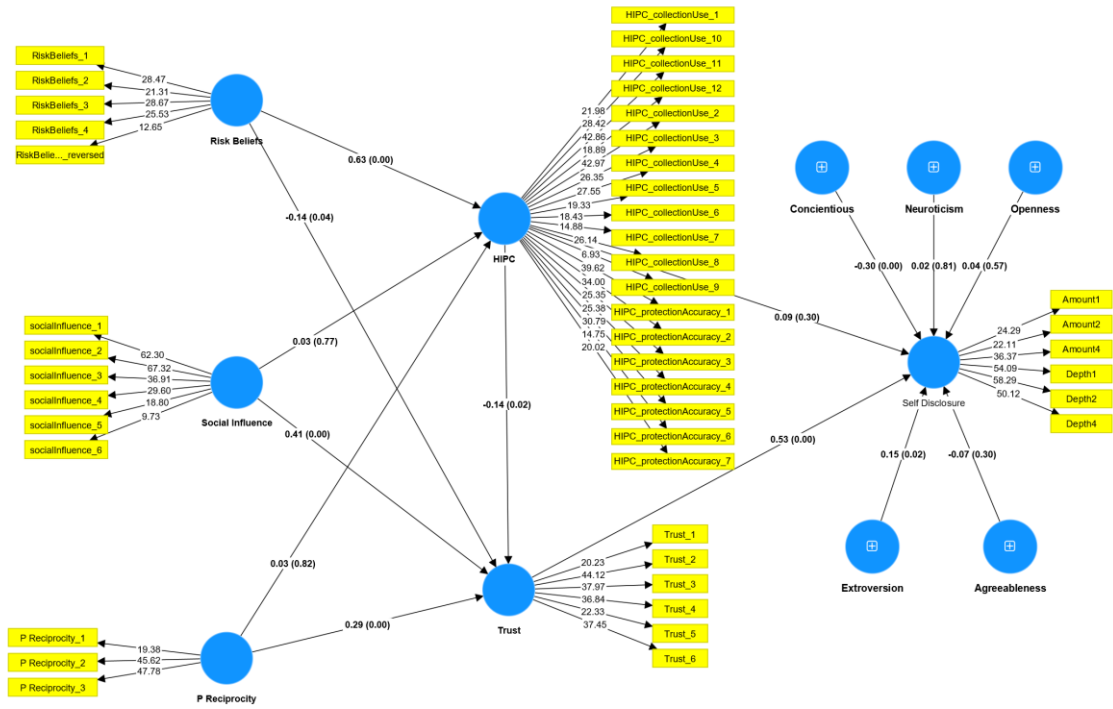 RiskBeliefs_1
RiskBeliefs_2
RiskBeliefs_3
RiskBeliefs_4
RiskBelie..._reversed
28.47
21.31
28.67
25.53
12.65
Risk Beliefs
0.63 (0.00)
-0.14 (0.04)
socialInfluence_1
socialInfluence_2
socialInfluence_3
socialInfluence_4
socialInfluence_5
socialInfluence_6
62.30
67.32
36.91
29.60
18.80
9.73
Social Influence
0.03 (0.77)
0.41 (0.00)
P Reciprocity_1
P Reciprocity_2
P Reciprocity_3
19.38
45.62
47.78
P Reciprocity
0.03 (0.82)
0.29 (0.00)
HIPC
-0.14 (0.02)
HIPC_collectionUse_1
HIPC_collectionUse_10
HIPC_collectionUse_11
HIPC_collectionUse_12
HIPC_collectionUse_2
HIPC_collectionUse_3
HIPC_collectionUse_4
HIPC_collectionUse_5
HIPC_collectionUse_6
HIPC_collectionUse_7
HIPC_collectionUse_8
HIPC_collectionUse_9
HIPC_protectionAccuracy_1
HIPC_protectionAccuracy_2
HIPC_protectionAccuracy_3
HIPC_protectionAccuracy_4
HIPC_protectionAccuracy_5
HIPC_protectionAccuracy_6
HIPC_protectionAccuracy_7
21.98
28.42
42.86
18.89
42.97
26.35
27.55
19.33
18.43
14.88
26.14
6.93
39.62
34.00
25.35
25.38
30.79
14.75
20.02
0.09 (0.30)
Trust
Trust_1
Trust_2
Trust_3
Trust_4
Trust_5
Trust_6
20.23
44.12
37.97
36.84
22.33
37.45
0.53 (0.00)
Concientious
Neuroticism
Openness
-0.30 (0.00)
0.02 (0.81)
0.04 (0.57)
Self Disclosure
Amount1
Amount2
Amount4
Depth1
Depth2
Depth4
24.29
22.11
36.37
54.09
58.29
50.12
0.15 (0.02)
-0.07 (0.30)
Extroversion
Agreeableness